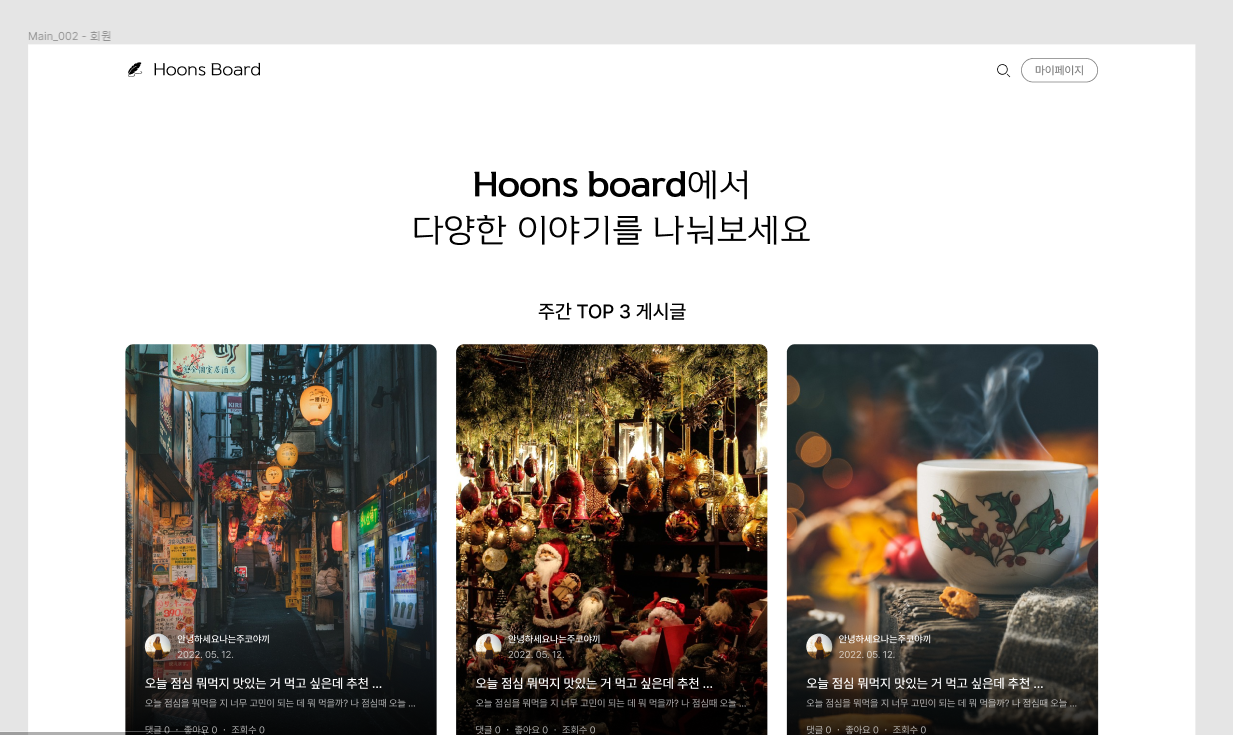 Main_002 - 회원
Hoons Board
마이페이지
Hoons board에서
다양한 이야기를 나눠보세요
주간 TOP 3 게시글
안녕하세요나는주코야끼
2022. 05. 12.
오늘 점심 뭐먹지 맛있는 거 먹고 싶은데 추천 ...
오늘 점심을 뭐먹을 지 너무 고민이 되는 데 뭐 먹을까? 나 점심때 오늘 ...
댓글 0 · 좋아요 0 · 조회수 0
안녕하세요나는주코야끼
2022. 05. 12.
오늘 점심 뭐먹지 맛있는 거 먹고 싶은데 추천 ...
오늘 점심을 뭐먹을 지 너무 고민이 되는 데 뭐 먹을까? 나 점심때 오늘 ...
댓글 0 · 좋아요 0 · 조회수 0
안녕하세요나는주코야끼
2022. 05. 12.
오늘 점심 뭐먹지 맛있는 거 먹고 싶은데 추천 ...
오늘 점심을 뭐먹을 지 너무 고민이 되는 데 뭐 먹을까? 나 점심때 오늘 ...
댓글 0 · 좋아요 0 · 조회수 0